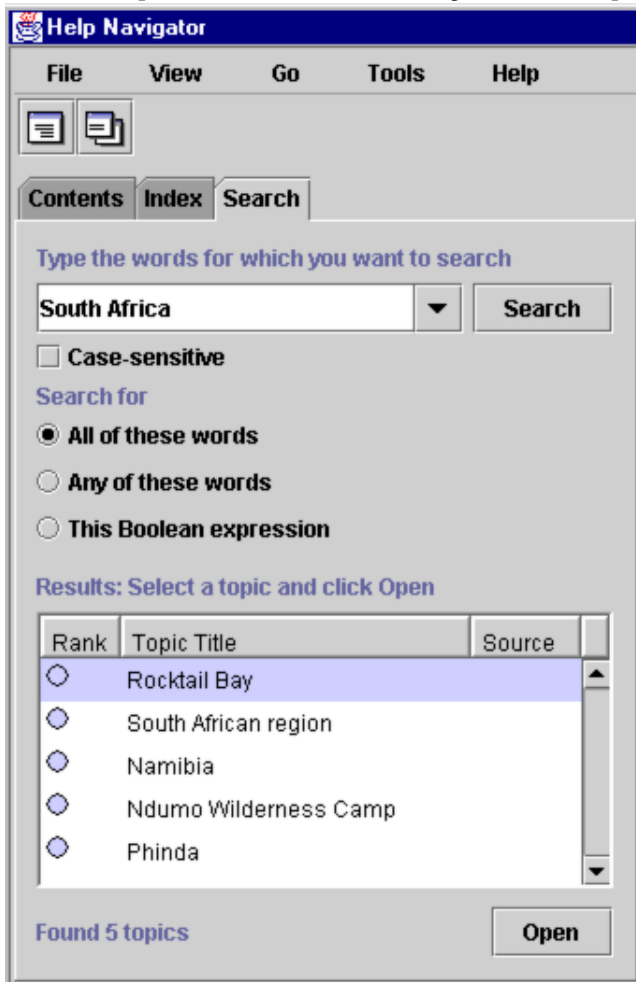 Help Navigator
File View Go Tools Help
Contents Index Search
Type the words for which you want to search
South Africa Search
Case-sensitive
Search for
All of these words
Any of these words
This Boolean expression
Results: Select a topic and click Open
Rank Topic Title Source
Rocktail Bay
South African region
Namibia
Ndumo Wilderness Camp
Phinda
Found 5 topics Open